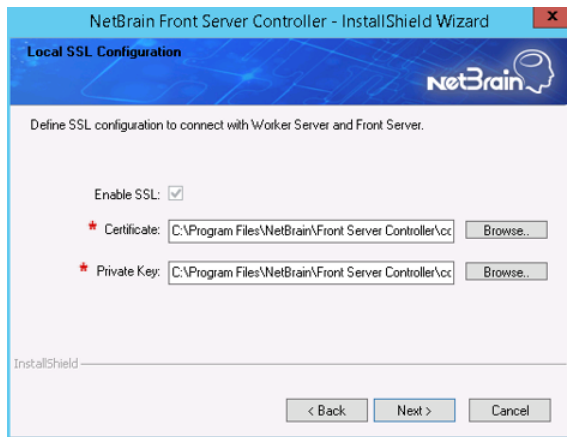 NetBrain Front Server Controller - InstallShield Wizard
x
Local SSL Configuration
NetBrain
Define SSL configuration to connect with Worker Server and Front Server.
Enable SSL:
* Certificate: C:\Program Files\NetBrain\Front Server Controller\cc Browse..
* Private Key: C:\Program Files\NetBrain\Front Server Controller\cc Browse..
InstallShield
< Back Next > Cancel